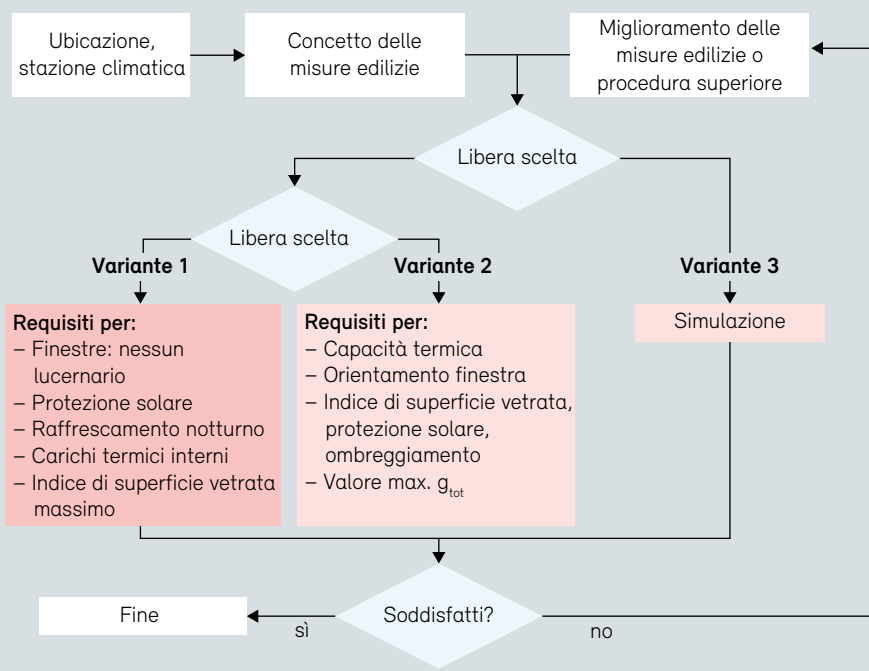 Ubicazione,
stazione climatica
Concetto delle
misure edilizie
Miglioramento delle
misure edilizie o
procedura superiore
Libera scelta
Libera scelta
Variante 1
Variante 2
Variante 3
Requisiti per:
– Finestre: nessun
lucernario
– Protezione solare
– Raffrescamento notturno
– Carichi termici interni
– Indice di superficie vetrata
massimo
Requisiti per:
– Capacità termica
– Orientamento finestra
– Indice di superficie vetrata,
protezione solare,
ombreggiamento
– Valore max. g_tot
Simulazione
Soddisfatti?
Fine
sì
no